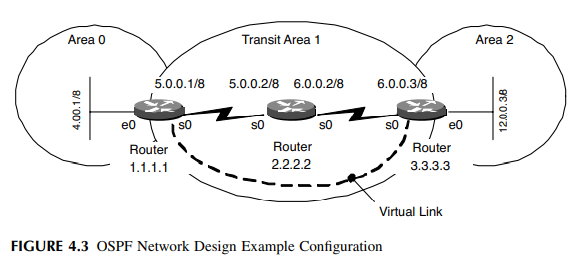 Area 0
Transit Area 1
Area 2
5.0.0.1/8
5.0.0.2/8
6.0.0.2/8
6.0.0.3/8
4.00.1/8
12.0.0.3/8
e0
s0
s0
s0
s0
e0
Router
1.1.1.1
Router
2.2.2.2
Router
3.3.3.3
Virtual Link
FIGURE 4.3 OSPF Network Design Example Configuration